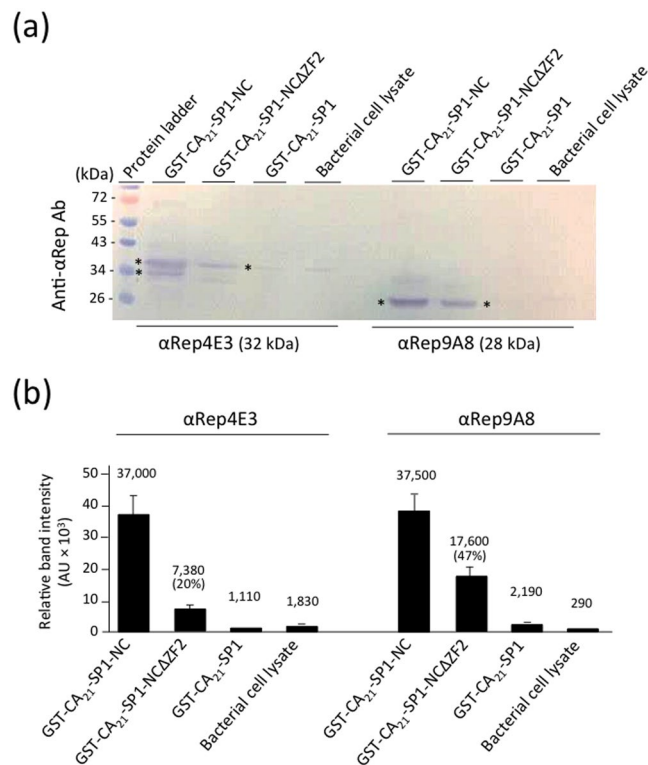 (a)
Protein ladder
GST-CA21-SP1-NC
GST-CA21-SP1-NCΔZF2
GST-CA21-SP1
Bacterial cell lysate
GST-CA21-SP1-NC
GST-CA21-SP1-NCΔZF2
GST-CA21-SP1
Bacterial cell lysate
(kDa)
72
55
43
34
26
Anti-αRep Ab
*
*
*
*
*
αRep4E3 (32 kDa)
αRep9A8 (28 kDa)
(b)
αRep4E3
αRep9A8
Relative band intensity
(AU × 10³)
50
40
30
20
10
0
37,000
7,380
(20%)
1,110
1,830
37,500
17,600
(47%)
2,190
290
GST-CA21-SP1-NC
GST-CA21-SP1-NCΔZF2
GST-CA21-SP1
Bacterial cell lysate
GST-CA21-SP1-NC
GST-CA21-SP1-NCΔZF2
GST-CA21-SP1
Bacterial cell lysate